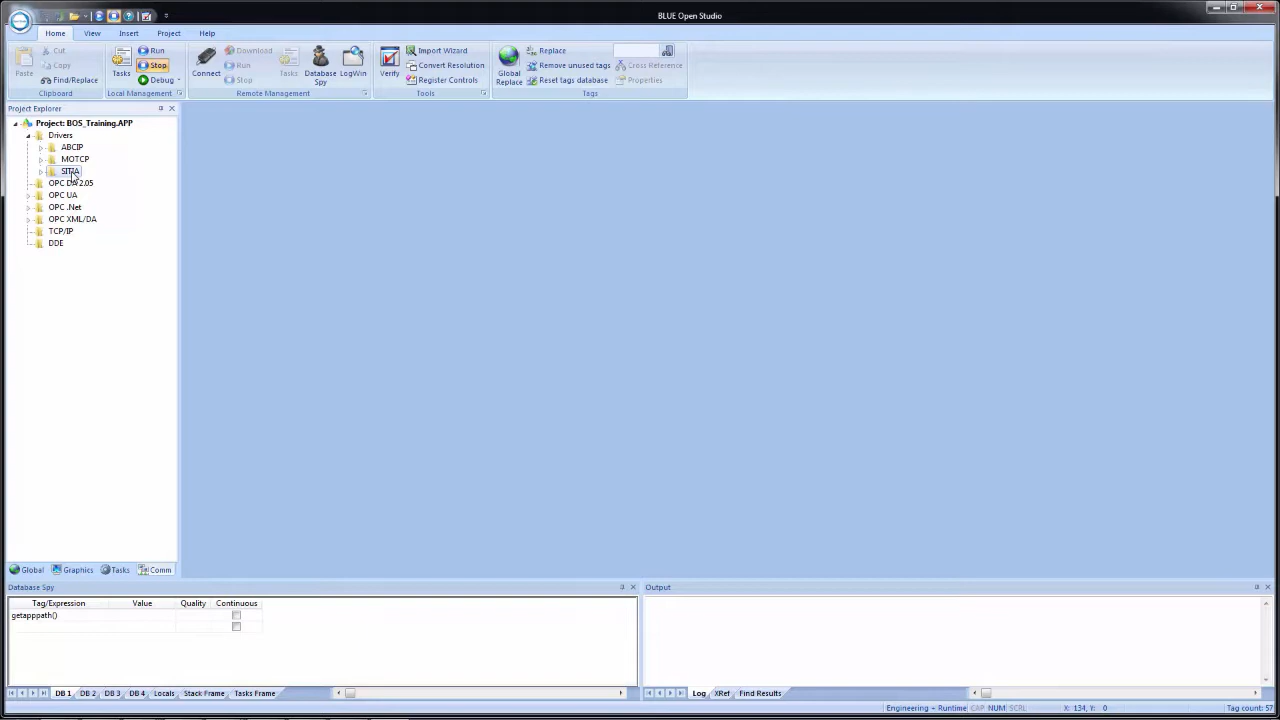 BLUE Open Studio
Home View Insert Project Help
Cut
Copy
Paste
Find/Replace
Clipboard
Tasks
Run
Stop
Debug
Local Management
Connect
Download
Run
Stop
Tasks
Database Spy
LogWin
Remote Management
Verify
Import Wizard
Convert Resolution
Register Controls
Tools
Global Replace
Replace
Remove unused tags
Reset tags database
Cross Reference
Properties
Tags
Project Explorer
Project: BOS_Training.APP
Drivers
ABCIP
MOTCP
SITIA
OPC DA 2.05
OPC UA
OPC .Net
OPC XML/DA
TCP/IP
DDE
Global Graphics Tasks Comm
Database Spy
Tag/Expression Value Quality Continuous
getapppath()
DB 1 DB 2 DB 3 DB 4 Locals Stack Frame Tasks Frame
Output
Log XRef Find Results
Engineering - Runtime CAP NUM SCRL X: 134, Y: 0 Tag count: 57